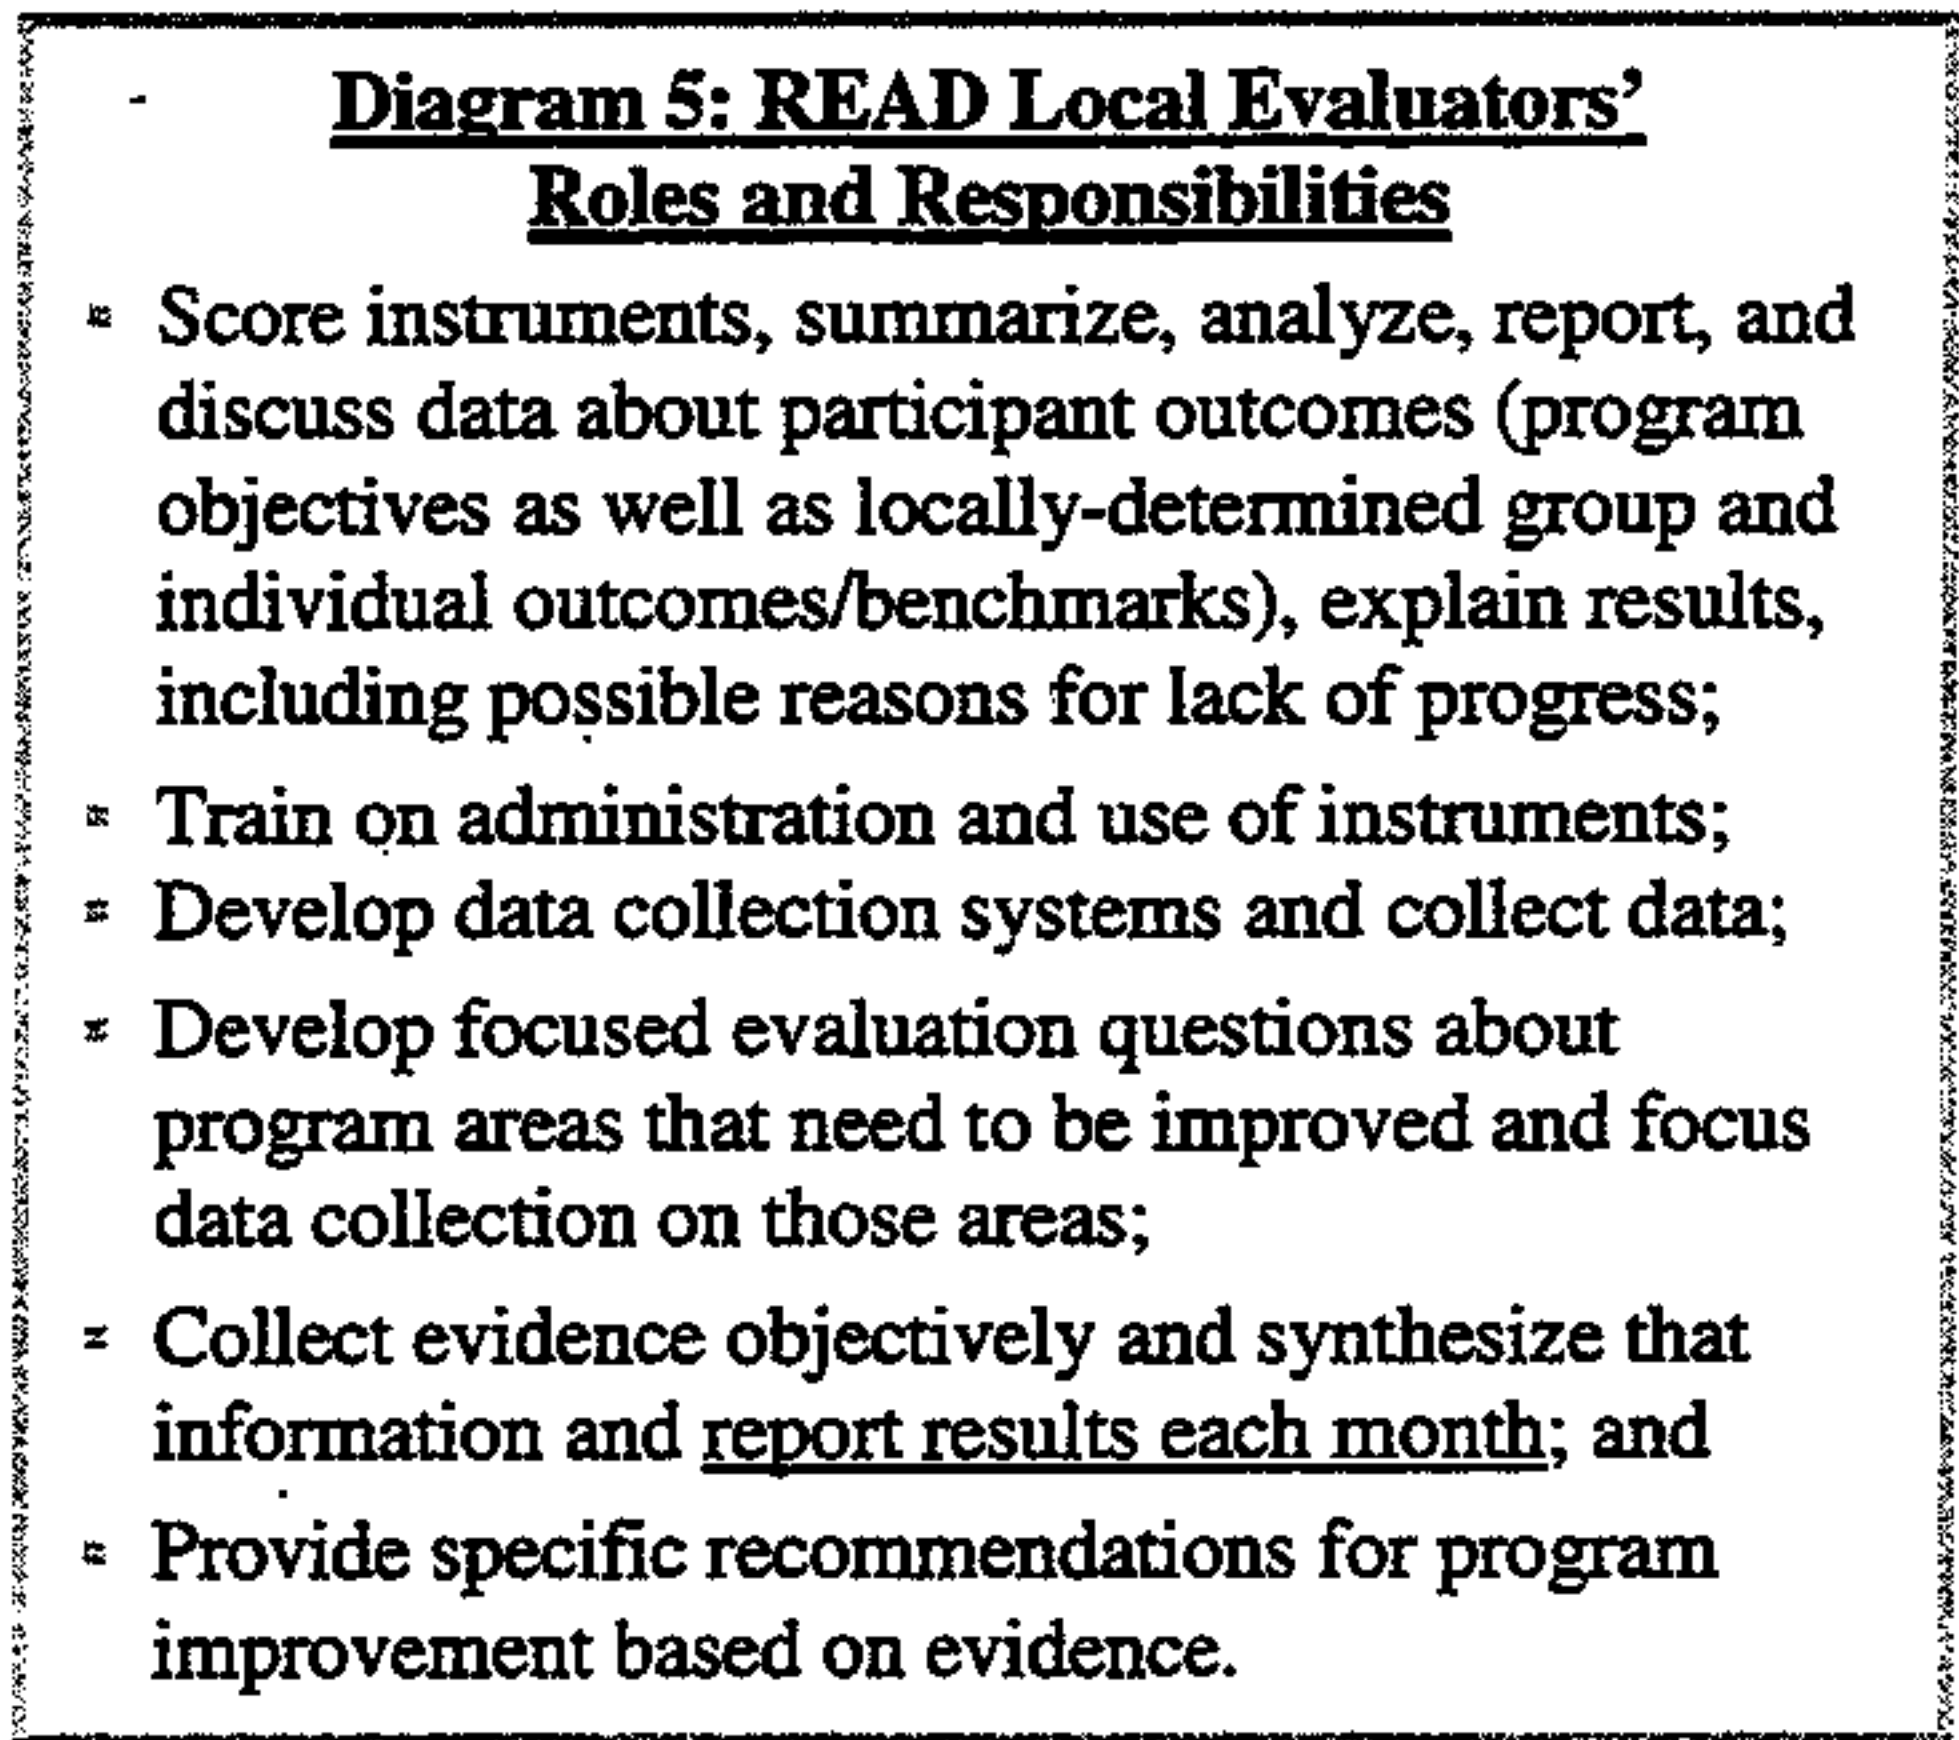 Diagram 5: READ Local Evaluators'
Roles and Responsibilities
Score instruments, summarize, analyze, report, and
discuss data about participant outcomes (program
objectives as well as locally-determined group and
individual outcomes/benchmarks), explain results,
including possible reasons for lack of progress;
Train on administration and use of instruments;
Develop data collection systems and collect data;
Develop focused evaluation questions about
program areas that need to be improved and focus
data collection on those areas;
Collect evidence objectively and synthesize that
information and report results each month; and
Provide specific recommendations for program
improvement based on evidence.